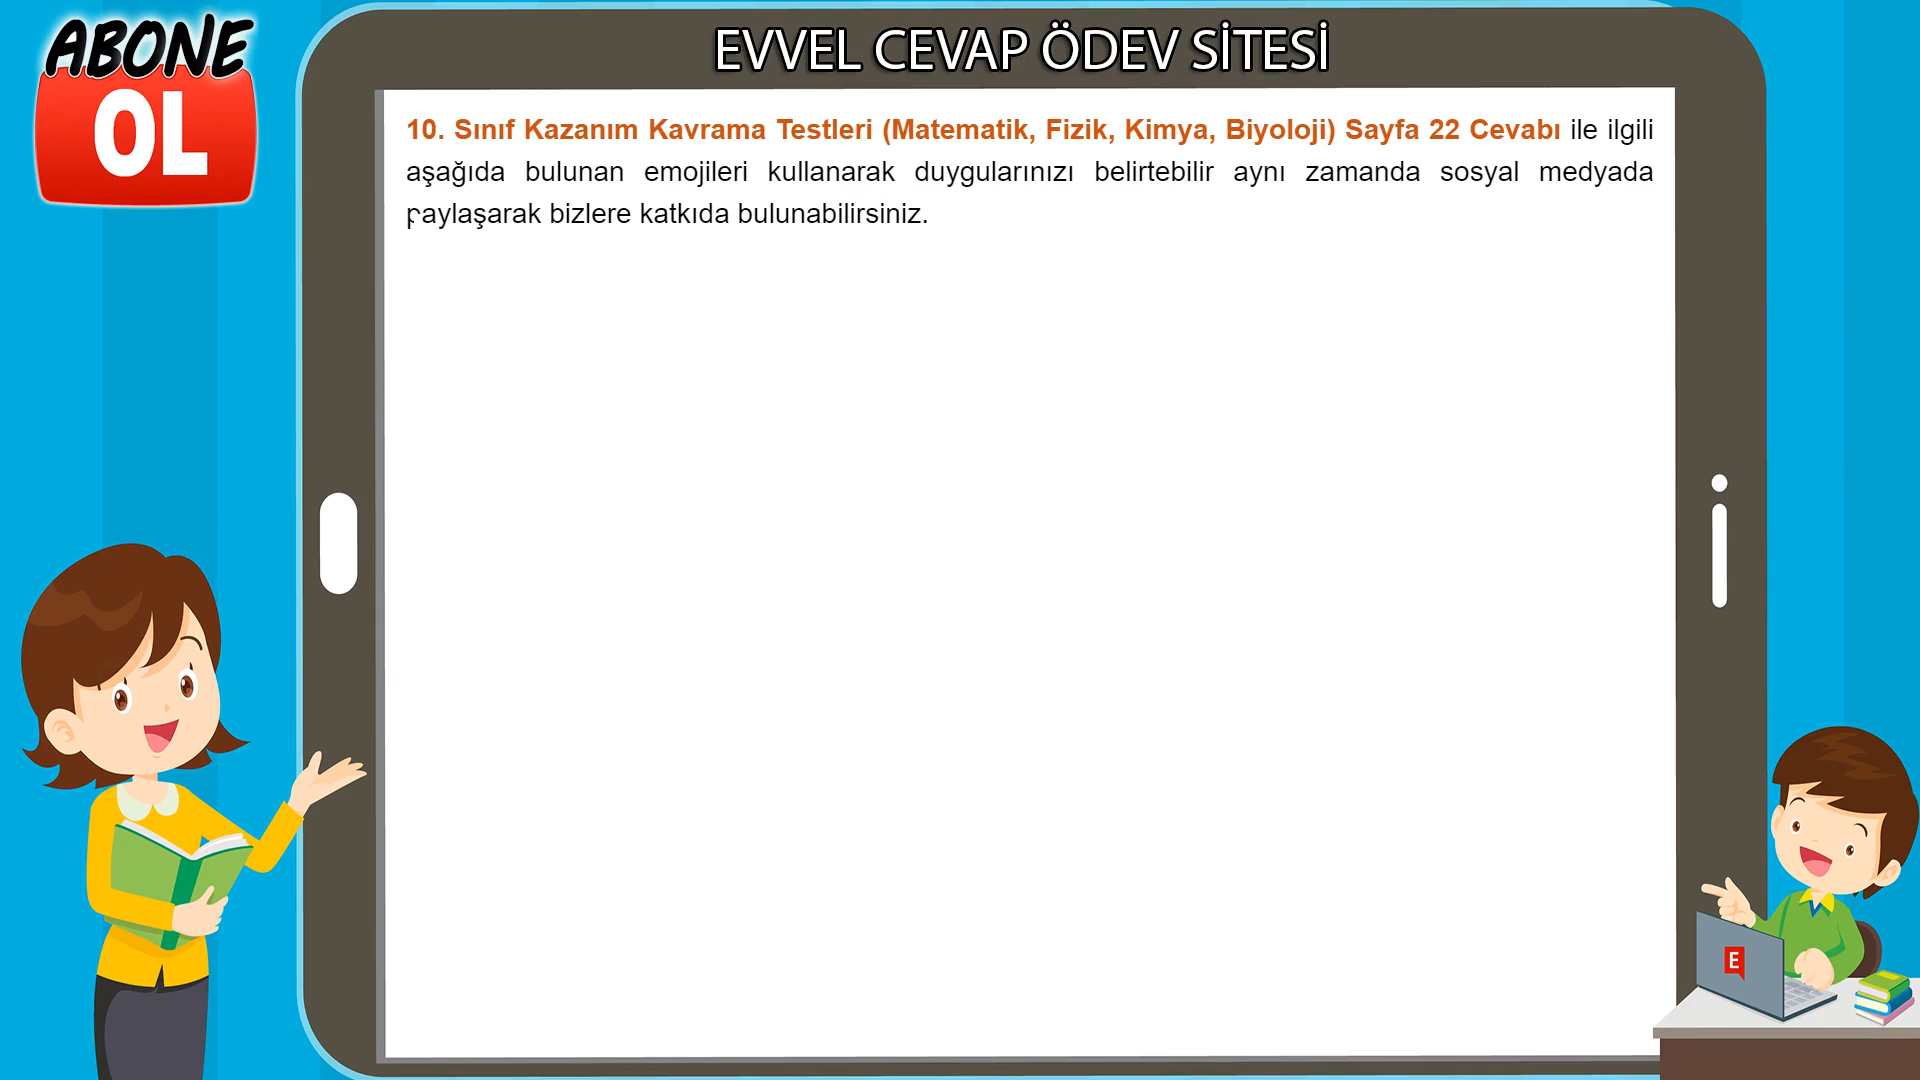 ABONE
OL
EVVEL CEVAP ÖDEV SİTESİ
10. Sınıf Kazanım Kavrama Testleri (Matematik, Fizik, Kimya, Biyoloji) Sayfa 22 Cevabı ile ilgili
aşağıda bulunan emojileri kullanarak duygularınızı belirtebilir aynı zamanda sosyal medyada
paylaşarak bizlere katkıda bulunabilirsiniz.
E